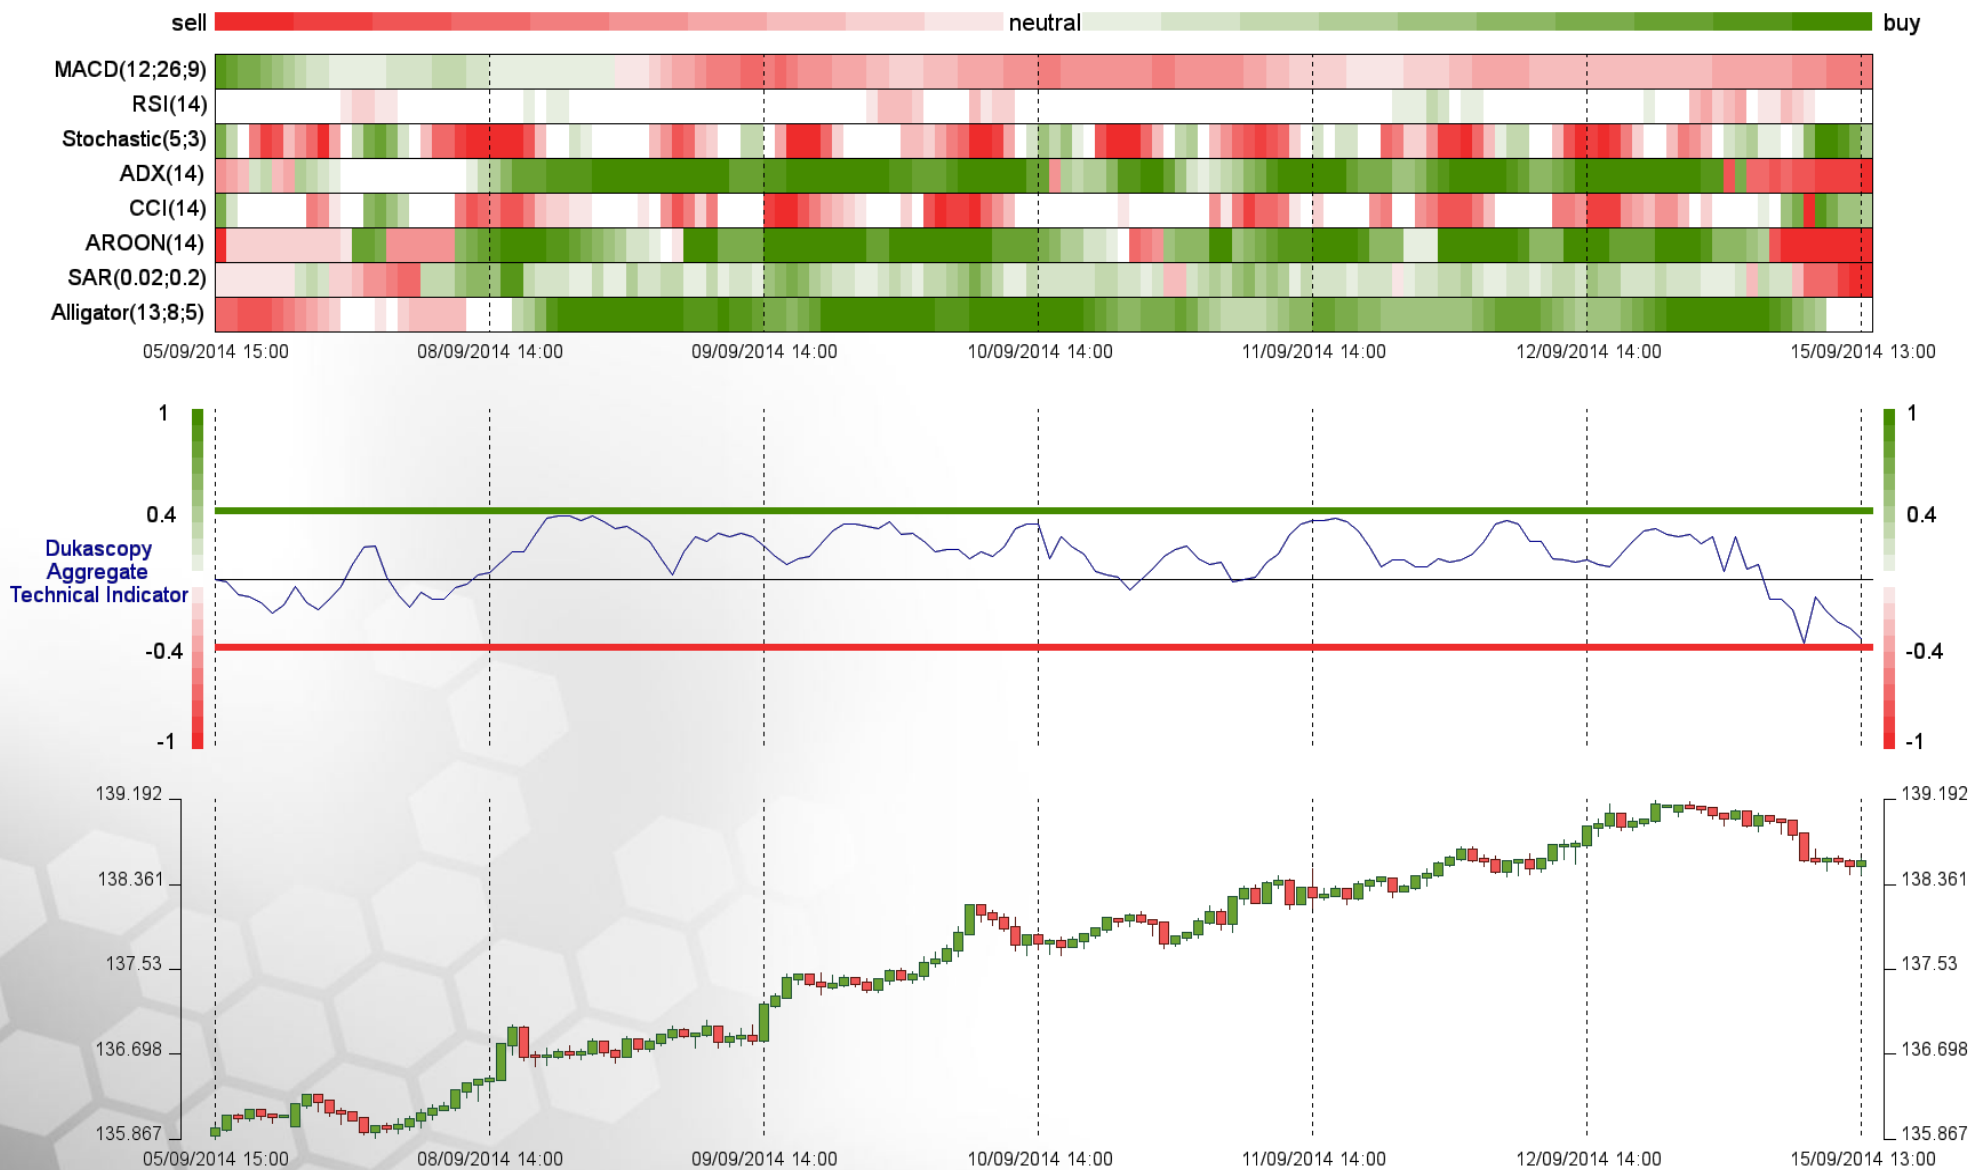 sell neutral buy
MACD(12;26;9)
RSI(14)
Stochastic(5;3)
ADX(14)
CCI(14)
AROON(14)
SAR(0.02;0.2)
Alligator(13;8;5)
05/09/2014 15:00 08/09/2014 14:00 09/09/2014 14:00 10/09/2014 14:00 11/09/2014 14:00 12/09/2014 14:00 15/09/2014 13:00
1 1
0.4 0.4
Dukascopy
Aggregate
Technical Indicator
-0.4 -0.4
-1 -1
139.192 139.192
138.361 138.361
137.53 137.53
136.698 136.698
135.867 135.867
05/09/2014 15:00 08/09/2014 14:00 09/09/2014 14:00 10/09/2014 14:00 11/09/2014 14:00 12/09/2014 14:00 15/09/2014 13:00